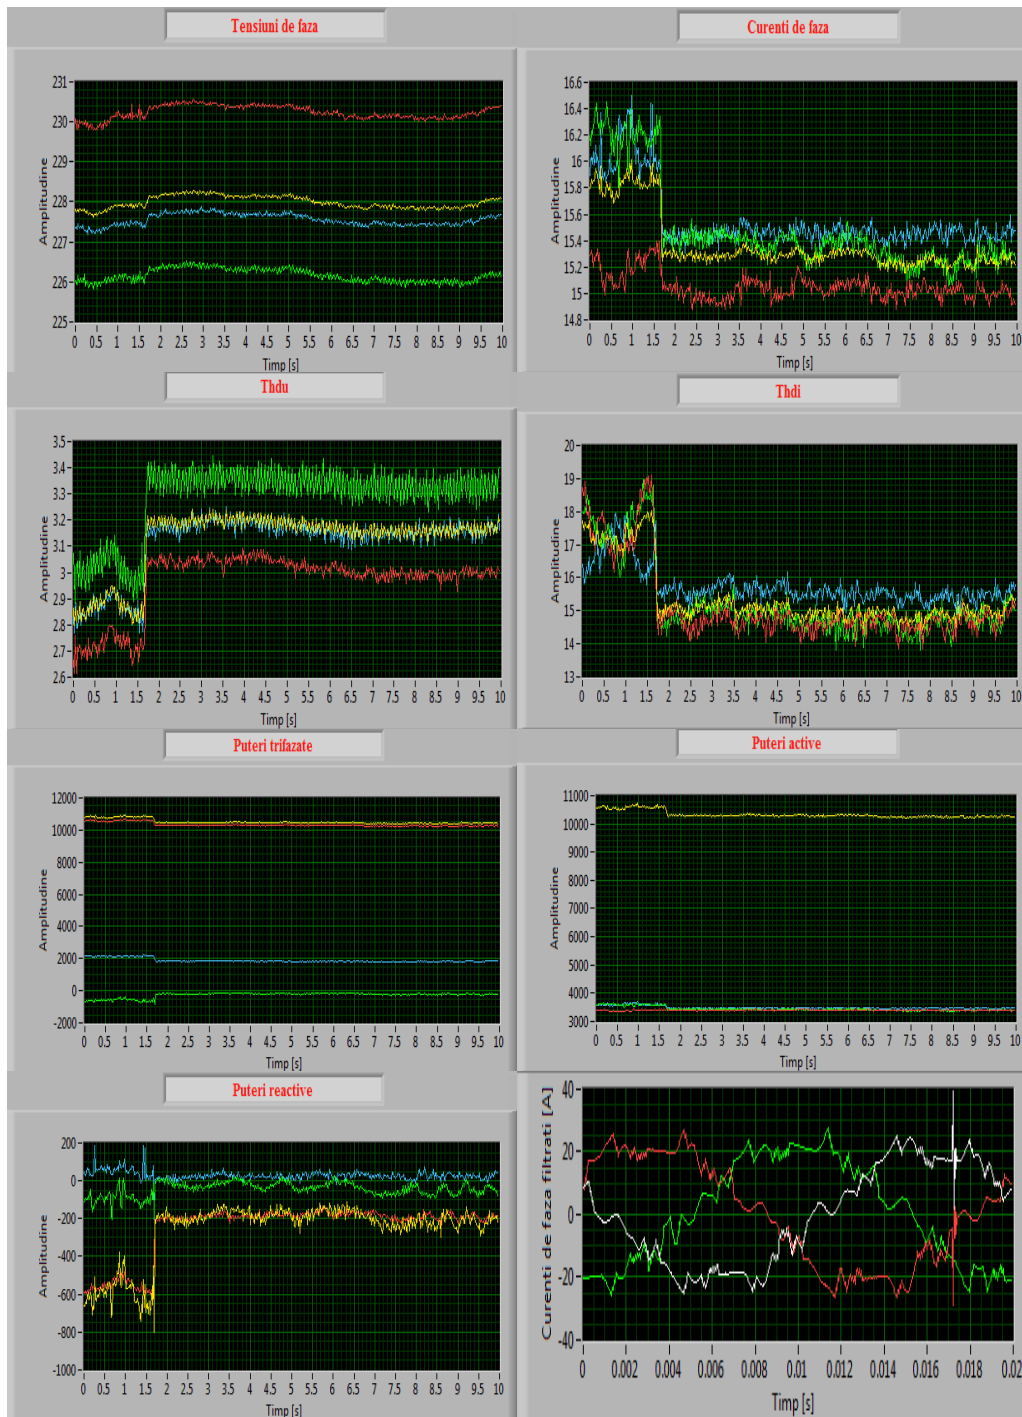 Tensiuni de faza
Amplitudine
231
230
229
228
227
226
225
0 0.5 1 1.5 2 2.5 3 3.5 4 4.5 5 5.5 6 6.5 7 7.5 8 8.5 9 9.5 10
Timp [s]
Curenti de faza
Amplitudine
16.6
16.4
16.2
16
15.8
15.6
15.4
15.2
15
14.8
0 0.5 1 1.5 2 2.5 3 3.5 4 4.5 5 5.5 6 6.5 7 7.5 8 8.5 9 9.5 10
Timp [s]
Thdu
Amplitudine
3.5
3.4
3.3
3.2
3.1
3
2.9
2.8
2.7
2.6
0 0.5 1 1.5 2 2.5 3 3.5 4 4.5 5 5.5 6 6.5 7 7.5 8 8.5 9 9.5 10
Timp [s]
Thdi
Amplitudine
20
19
18
17
16
15
14
13
0 0.5 1 1.5 2 2.5 3 3.5 4 4.5 5 5.5 6 6.5 7 7.5 8 8.5 9 9.5 10
Timp [s]
Puteri trifazate
Amplitudine
12000
10000
8000
6000
4000
2000
0
-2000
0 0.5 1 1.5 2 2.5 3 3.5 4 4.5 5 5.5 6 6.5 7 7.5 8 8.5 9 9.5 10
Timp [s]
Puteri active
Amplitudine
11000
10000
9000
8000
7000
6000
5000
4000
3000
0 0.5 1 1.5 2 2.5 3 3.5 4 4.5 5 5.5 6 6.5 7 7.5 8 8.5 9 9.5 10
Timp [s]
Puteri reactive
Amplitudine
200
0
-200
-400
-600
-800
-1000
0 0.5 1 1.5 2 2.5 3 3.5 4 4.5 5 5.5 6 6.5 7 7.5 8 8.5 9 9.5 10
Timp [s]
Curenti de faza filtrati [A]
40
20
0
-20
-40
0 0.002 0.004 0.006 0.008 0.01 0.012 0.014 0.016 0.018 0.02
Timp [s]